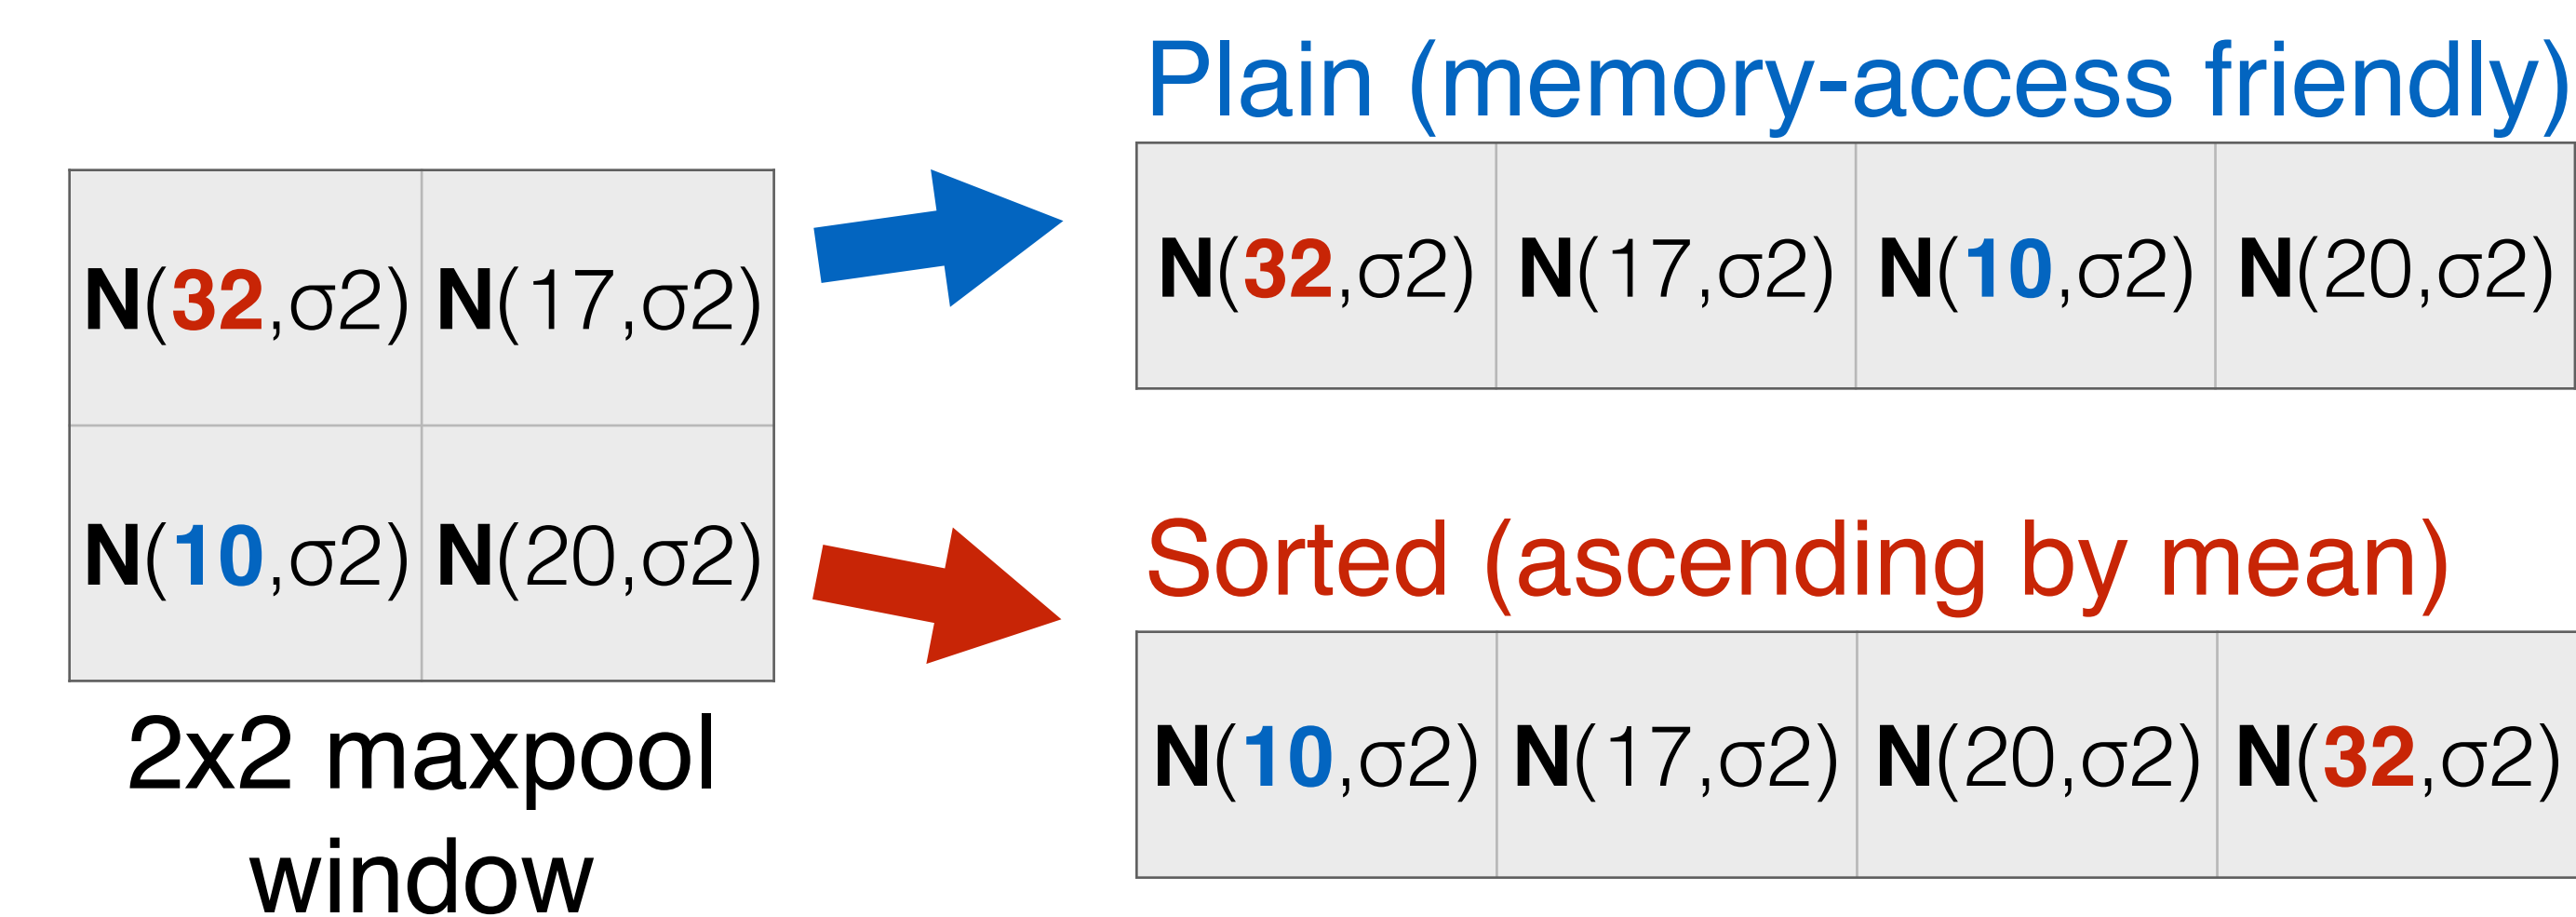 Plain (memory-access friendly)
N(32,σ2) N(17,σ2) N(10,σ2) N(20,σ2)
N(32,σ2) N(17,σ2)
N(10,σ2) N(20,σ2)
2x2 maxpool
window
Sorted (ascending by mean)
N(10,σ2) N(17,σ2) N(20,σ2) N(32,σ2)